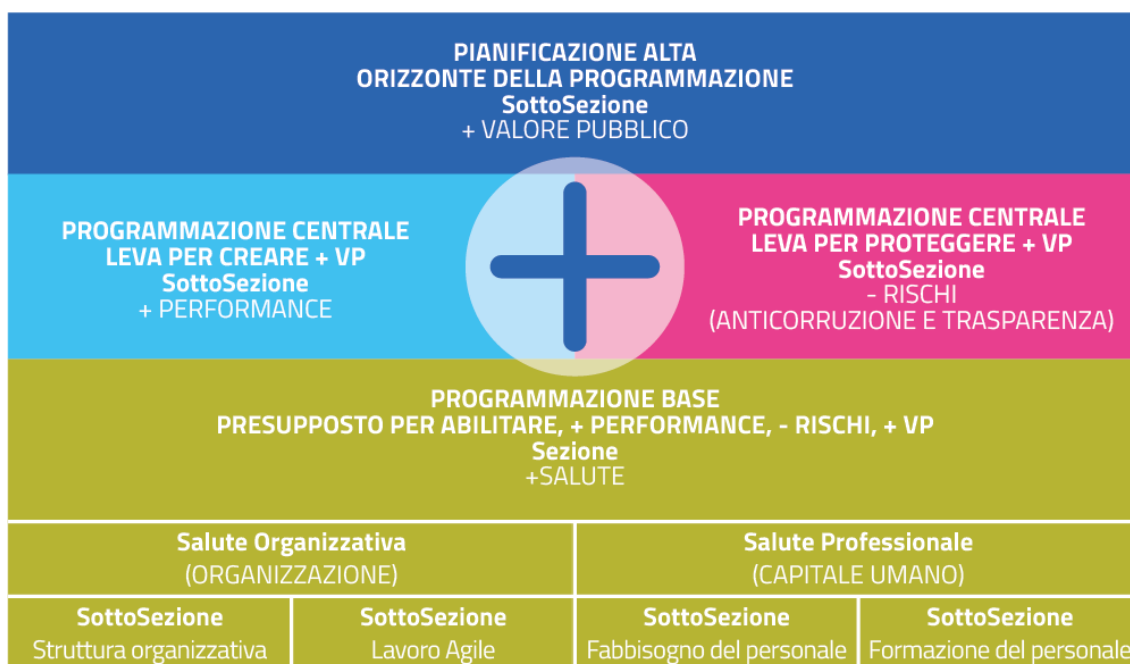 PIANIFICAZIONE ALTA
ORIZZONTE DELLA PROGRAMMAZIONE
SottoSezione
+ VALORE PUBBLICO
PROGRAMMAZIONE CENTRALE
LEVA PER CREARE + VP
SottoSezione
+ PERFORMANCE
PROGRAMMAZIONE CENTRALE
LEVA PER PROTEGGERE + VP
SottoSezione
- RISCHI
(ANTICORRUZIONE E TRASPARENZA)
PROGRAMMAZIONE BASE
PRESUPPOSTO PER ABILITARE, + PERFORMANCE, - RISCHI, + VP
Sezione
+SALUTE
Salute Organizzativa
(ORGANIZZAZIONE)
Salute Professionale
(CAPITALE UMANO)
SottoSezione
Struttura organizzativa
SottoSezione
Lavoro Agile
SottoSezione
Fabbisogno del personale
SottoSezione
Formazione del personale